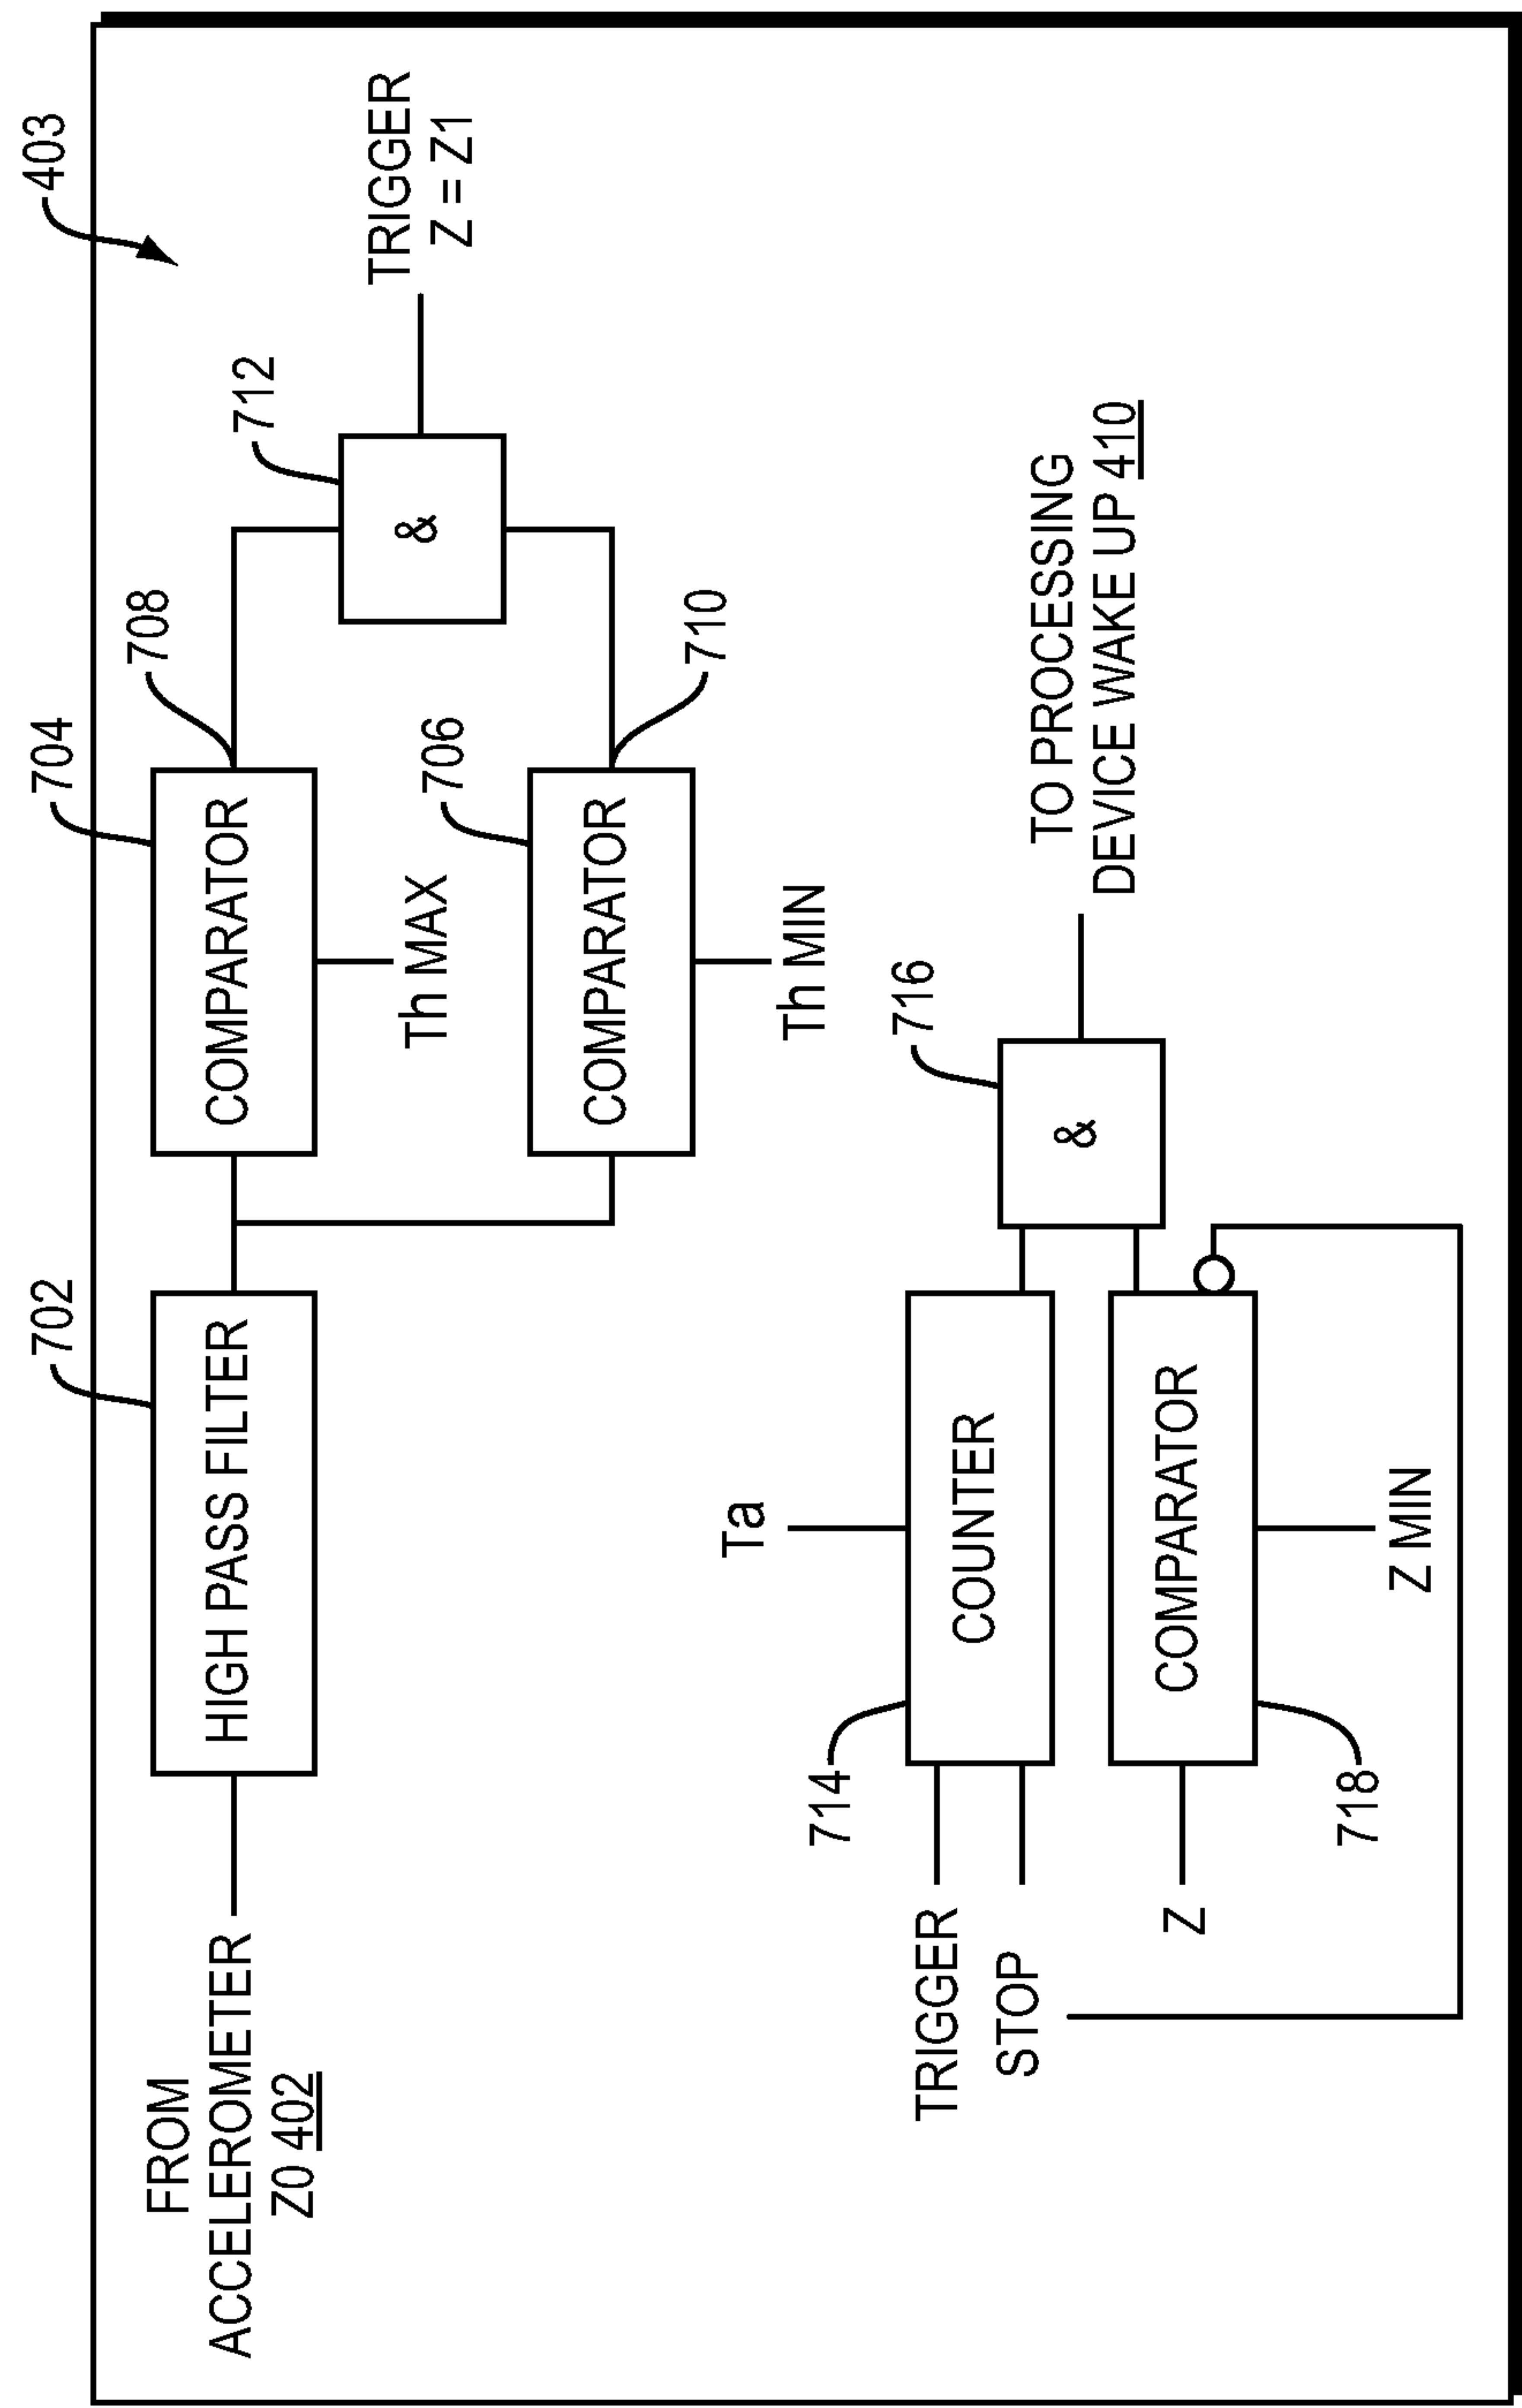 403
702
704
708
712
FROM
ACCELEROMETER
Z0 402
HIGH PASS FILTER
COMPARATOR
Th MAX
706
COMPARATOR
Th MIN
710
&
TRIGGER
Z = Z1
714
Ta
TRIGGER
STOP
COUNTER
716
&
TO PROCESSING
DEVICE WAKE UP 410
Z
COMPARATOR
718
Z MIN